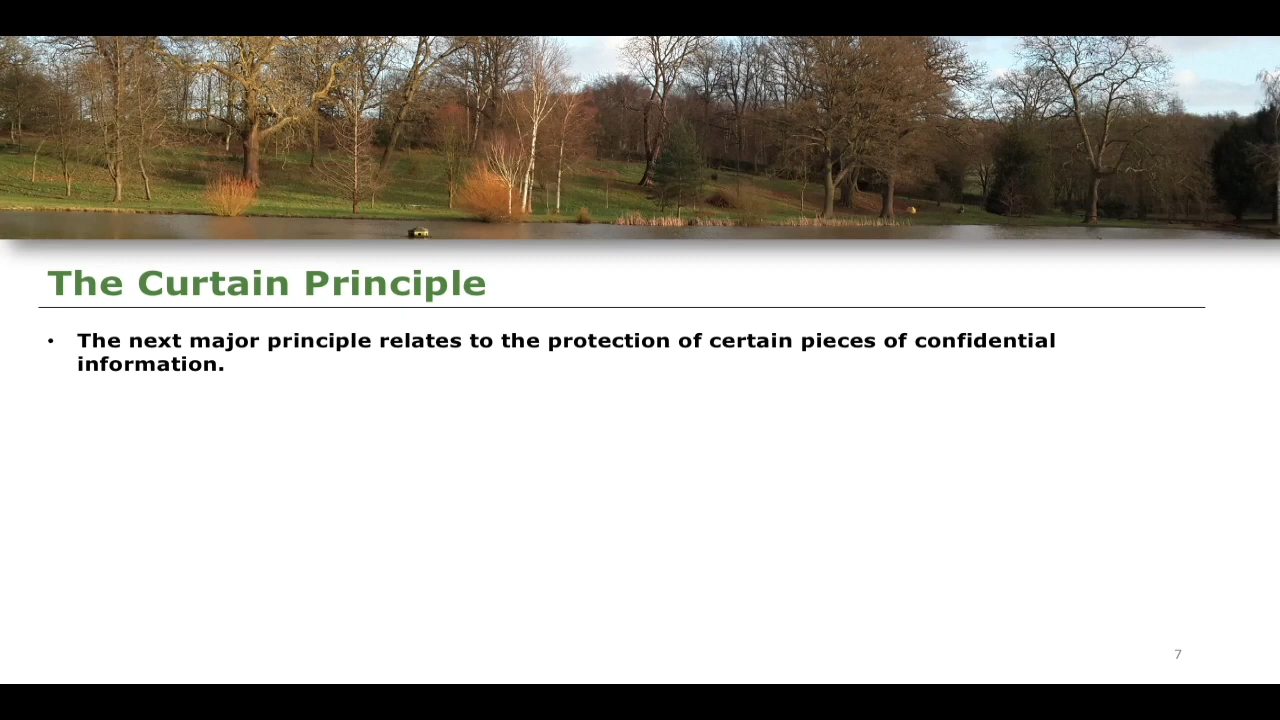 The Curtain Principle
• The next major principle relates to the protection of certain pieces of confidential
information.
7